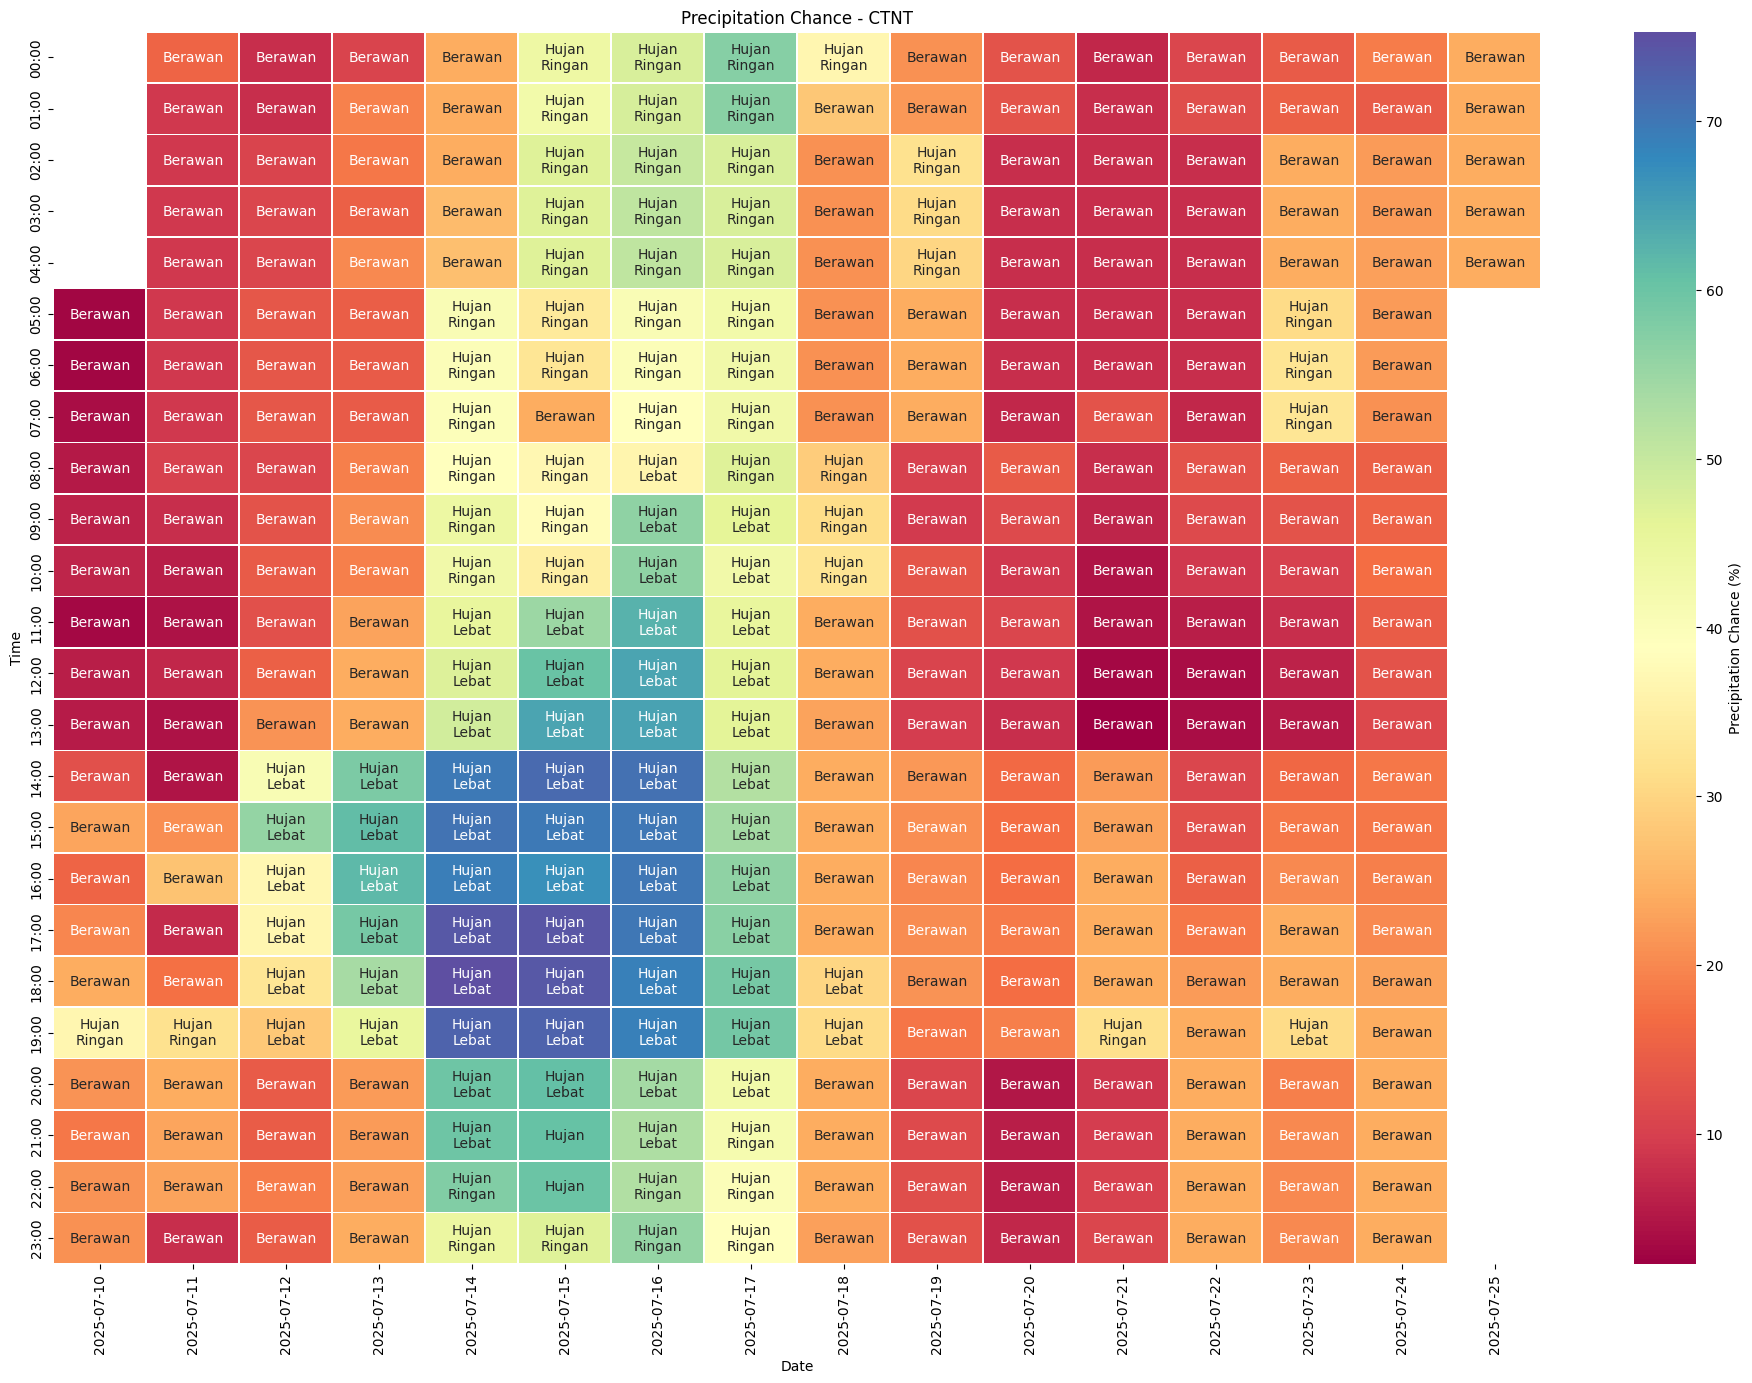 Precipitation Chance - CTNT
00:00 Berawan Berawan Berawan Berawan Hujan Ringan Hujan Ringan Hujan Ringan Hujan Ringan Berawan Berawan Berawan Berawan Berawan Berawan Berawan
01:00 Berawan Berawan Berawan Berawan Hujan Ringan Hujan Ringan Hujan Ringan Berawan Berawan Berawan Berawan Berawan Berawan Berawan Berawan
02:00 Berawan Berawan Berawan Berawan Hujan Ringan Hujan Ringan Hujan Ringan Berawan Hujan Ringan Berawan Berawan Berawan Berawan Berawan Berawan
03:00 Berawan Berawan Berawan Berawan Hujan Ringan Hujan Ringan Hujan Ringan Berawan Hujan Ringan Berawan Berawan Berawan Berawan Berawan Berawan
04:00 Berawan Berawan Berawan Berawan Hujan Ringan Hujan Ringan Hujan Ringan Berawan Hujan Ringan Berawan Berawan Berawan Berawan Berawan Berawan
05:00 Berawan Berawan Berawan Berawan Hujan Ringan Hujan Ringan Hujan Ringan Hujan Ringan Berawan Berawan Berawan Berawan Berawan Hujan Ringan Berawan
06:00 Berawan Berawan Berawan Berawan Hujan Ringan Hujan Ringan Hujan Ringan Hujan Ringan Berawan Berawan Berawan Berawan Berawan Hujan Ringan Berawan
07:00 Berawan Berawan Berawan Berawan Hujan Ringan Berawan Hujan Ringan Hujan Ringan Berawan Berawan Berawan Berawan Berawan Hujan Ringan Berawan
08:00 Berawan Berawan Berawan Berawan Hujan Ringan Hujan Ringan Hujan Lebat Hujan Ringan Hujan Ringan Berawan Berawan Berawan Berawan Berawan Berawan
09:00 Berawan Berawan Berawan Berawan Hujan Ringan Hujan Ringan Hujan Lebat Hujan Lebat Hujan Ringan Berawan Berawan Berawan Berawan Berawan Berawan
10:00 Berawan Berawan Berawan Berawan Hujan Ringan Hujan Ringan Hujan Lebat Hujan Lebat Hujan Ringan Berawan Berawan Berawan Berawan Berawan Berawan
11:00 Berawan Berawan Berawan Berawan Hujan Lebat Hujan Lebat Hujan Lebat Hujan Lebat Berawan Berawan Berawan Berawan Berawan Berawan Berawan
12:00 Berawan Berawan Berawan Berawan Hujan Lebat Hujan Lebat Hujan Lebat Hujan Lebat Berawan Berawan Berawan Berawan Berawan Berawan Berawan
13:00 Berawan Berawan Berawan Berawan Hujan Lebat Hujan Lebat Hujan Lebat Hujan Lebat Berawan Berawan Berawan Berawan Berawan Berawan Berawan
14:00 Berawan Berawan Hujan Lebat Hujan Lebat Hujan Lebat Hujan Lebat Hujan Lebat Hujan Lebat Berawan Berawan Berawan Berawan Berawan Berawan Berawan
15:00 Berawan Berawan Hujan Lebat Hujan Lebat Hujan Lebat Hujan Lebat Hujan Lebat Hujan Lebat Berawan Berawan Berawan Berawan Berawan Berawan Berawan
16:00 Berawan Berawan Hujan Lebat Hujan Lebat Hujan Lebat Hujan Lebat Hujan Lebat Hujan Lebat Berawan Berawan Berawan Berawan Berawan Berawan Berawan
17:00 Berawan Berawan Hujan Lebat Hujan Lebat Hujan Lebat Hujan Lebat Hujan Lebat Hujan Lebat Berawan Berawan Berawan Berawan Berawan Berawan Berawan
18:00 Berawan Berawan Hujan Lebat Hujan Lebat Hujan Lebat Hujan Lebat Hujan Lebat Hujan Lebat Hujan Lebat Berawan Berawan Berawan Berawan Berawan Berawan
19:00 Hujan Ringan Hujan Ringan Hujan Lebat Hujan Lebat Hujan Lebat Hujan Lebat Hujan Lebat Hujan Lebat Hujan Lebat Berawan Berawan Hujan Ringan Berawan Hujan Lebat Berawan
20:00 Berawan Berawan Berawan Berawan Hujan Lebat Hujan Lebat Hujan Lebat Hujan Lebat Berawan Berawan Berawan Berawan Berawan Berawan Berawan
21:00 Berawan Berawan Berawan Berawan Hujan Lebat Hujan Hujan Lebat Hujan Ringan Berawan Berawan Berawan Berawan Berawan Berawan Berawan
22:00 Berawan Berawan Berawan Berawan Hujan Ringan Hujan Hujan Ringan Hujan Ringan Berawan Berawan Berawan Berawan Berawan Berawan Berawan
23:00 Berawan Berawan Berawan Berawan Hujan Ringan Hujan Ringan Hujan Ringan Hujan Ringan Berawan Berawan Berawan Berawan Berawan Berawan Berawan
Time
2025-07-10 2025-07-11 2025-07-12 2025-07-13 2025-07-14 2025-07-15 2025-07-16 2025-07-17 2025-07-18 2025-07-19 2025-07-20 2025-07-21 2025-07-22 2025-07-23 2025-07-24 2025-07-25
Date
70
60
50
40
30
20
10
Precipitation Chance (%)